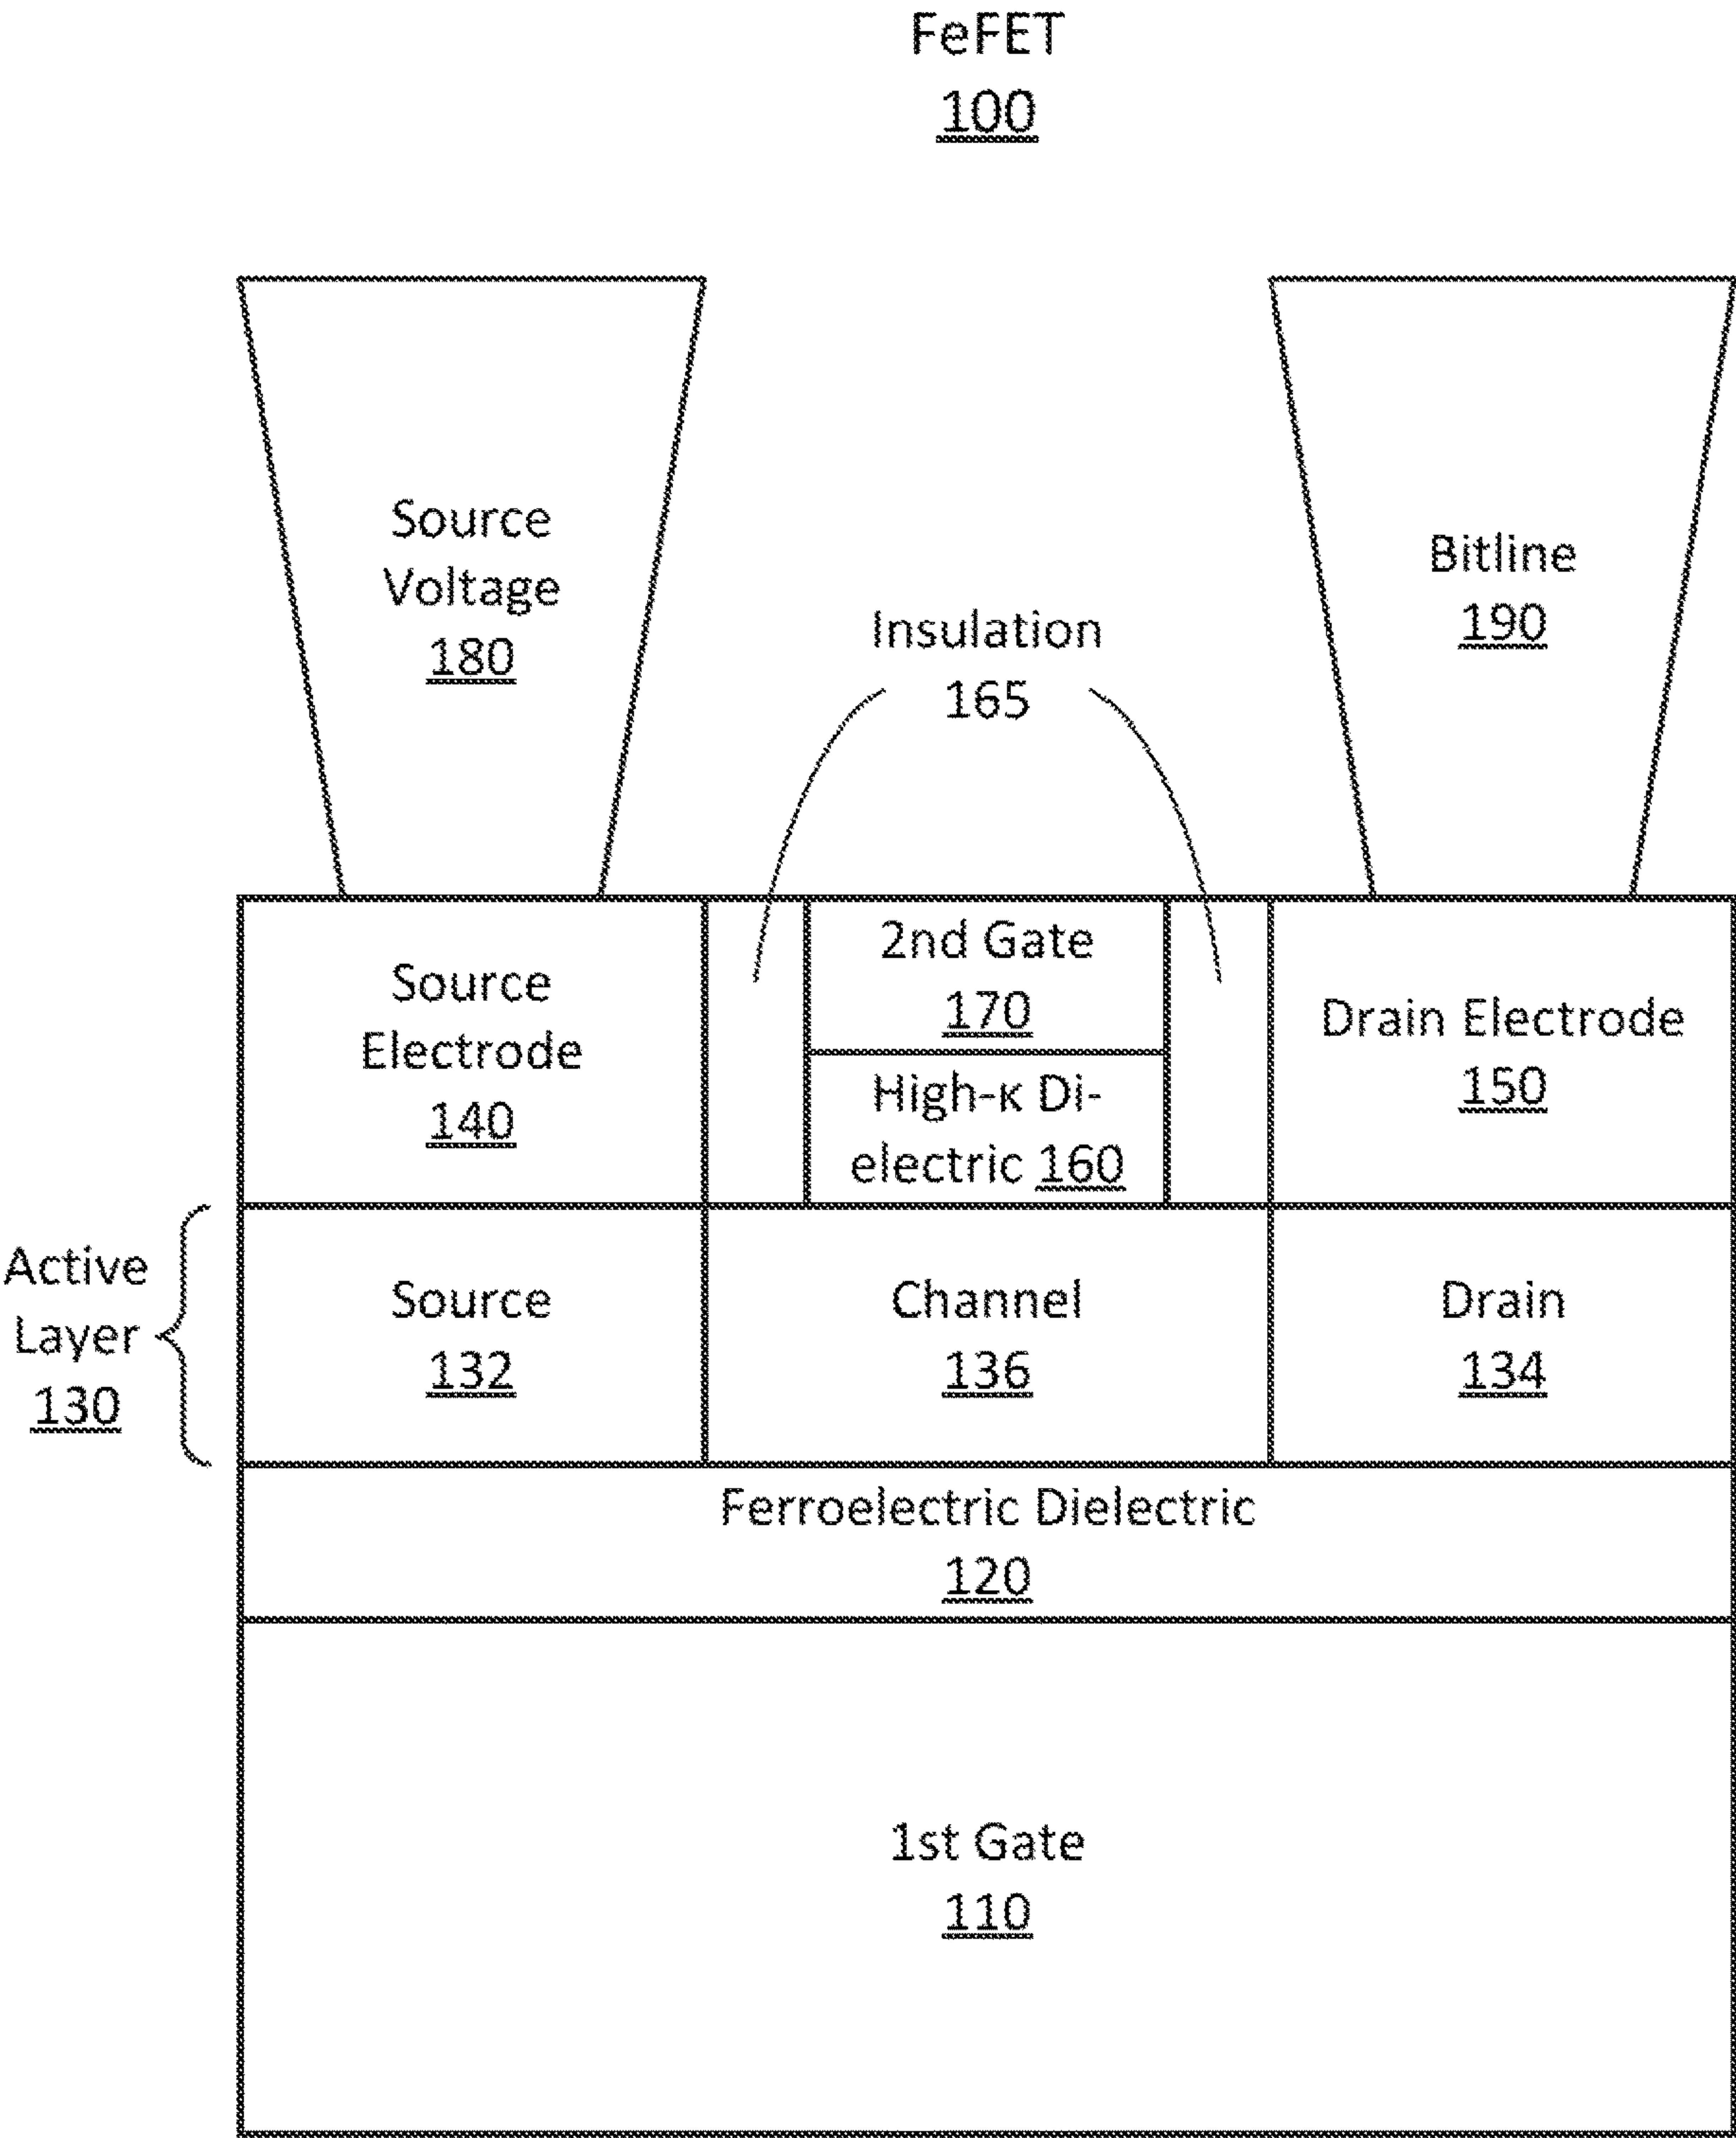 FeFET
100
Source
Voltage
180
Bitline
190
Insulation
165
Source
Electrode
140
2nd Gate
170
High-κ Di-
electric 160
Drain Electrode
150
Active
Layer
130
Source
132
Channel
136
Drain
134
Ferroelectric Dielectric
120
1st Gate
110